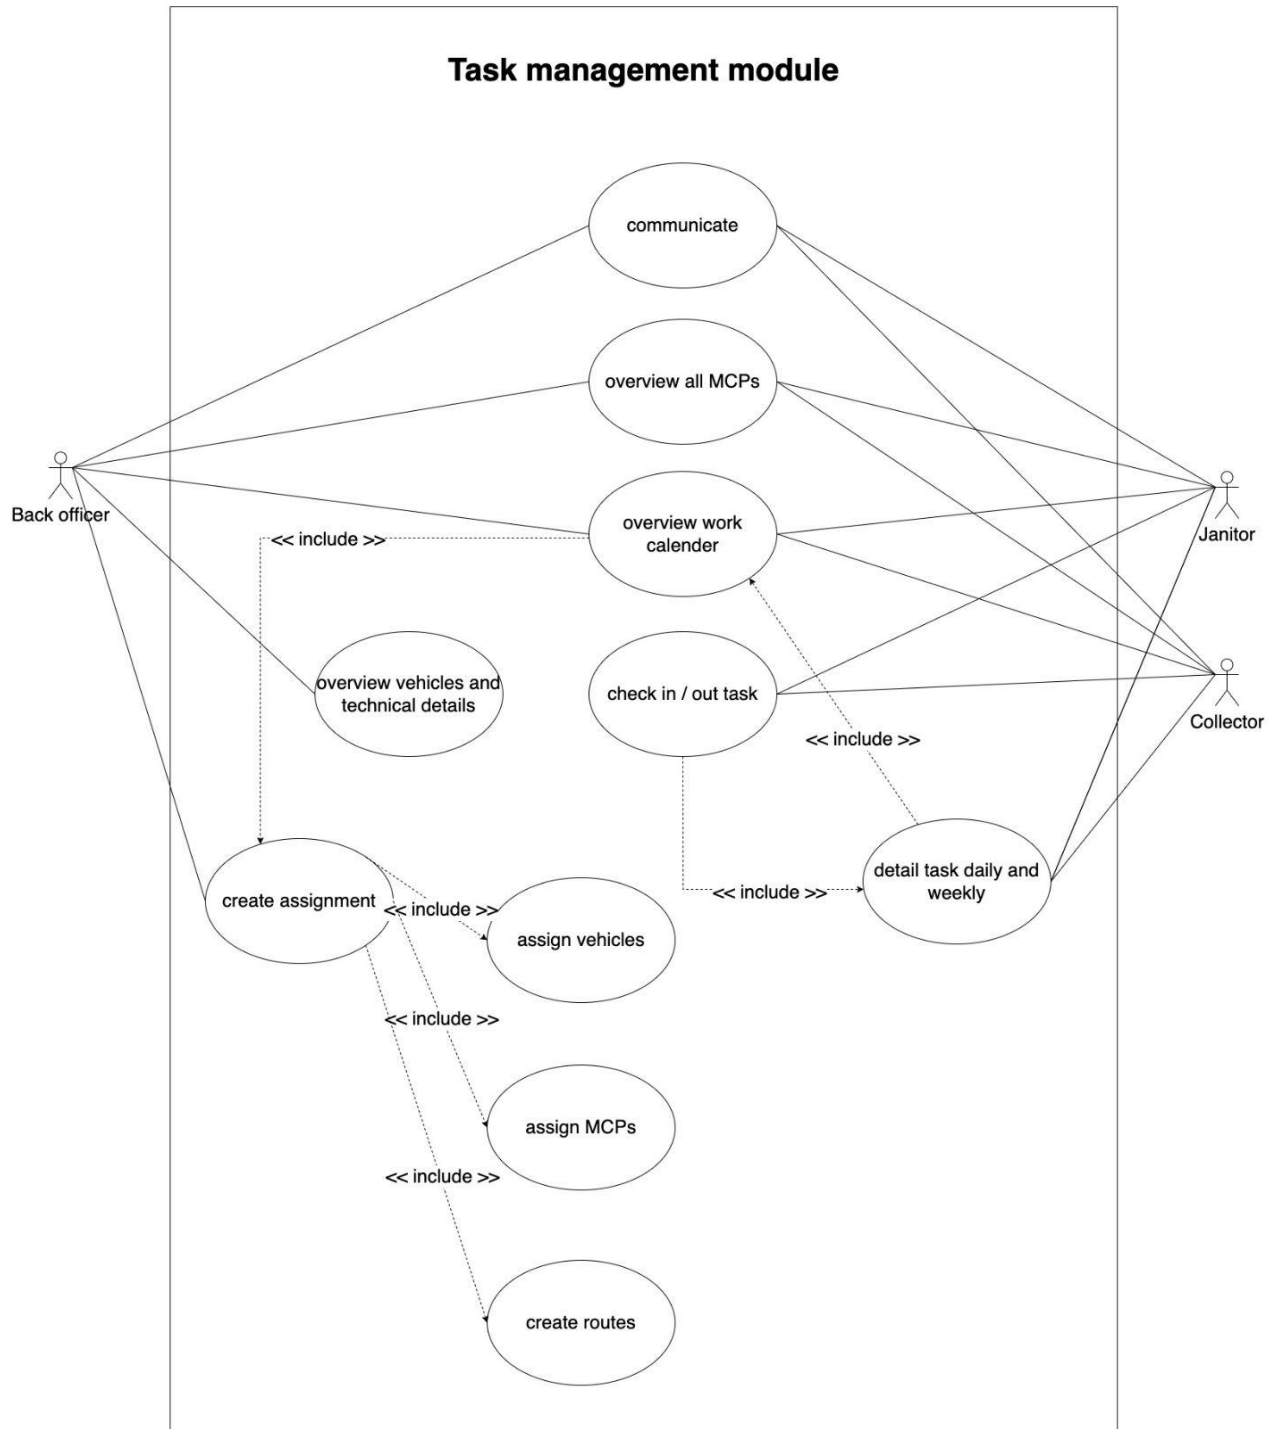 Task management module
communicate
overview all MCPs
Back officer
overview work
calender
<< include >>
Janitor
overview vehicles and
technical details
check in / out task
Collector
<< include >>
detail task daily and
weekly
<< include >>
create assignment
<< include >>
assign vehicles
<< include >>
assign MCPs
<< include >>
create routes